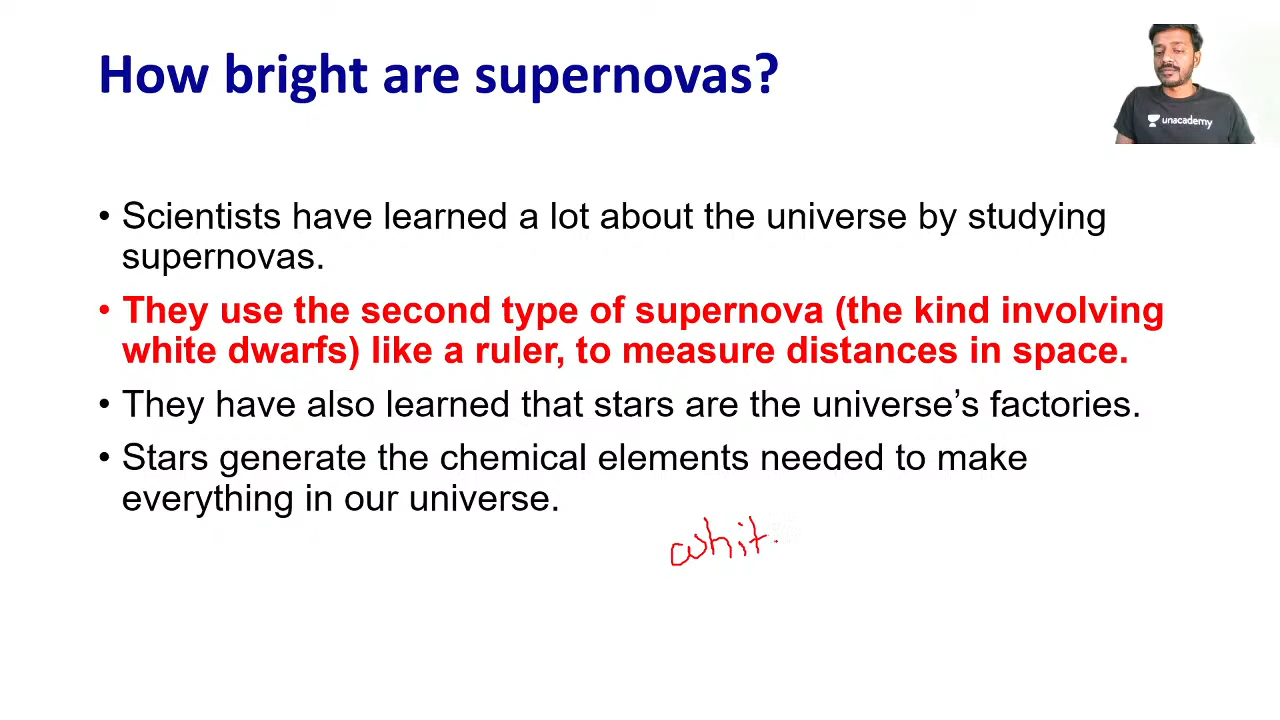 How bright are supernovas?
unacademy
• Scientists have learned a lot about the universe by studying
supernovas.
• They use the second type of supernova (the kind involving
white dwarfs) like a ruler, to measure distances in space.
• They have also learned that stars are the universe’s factories.
• Stars generate the chemical elements needed to make
everything in our universe.
whit